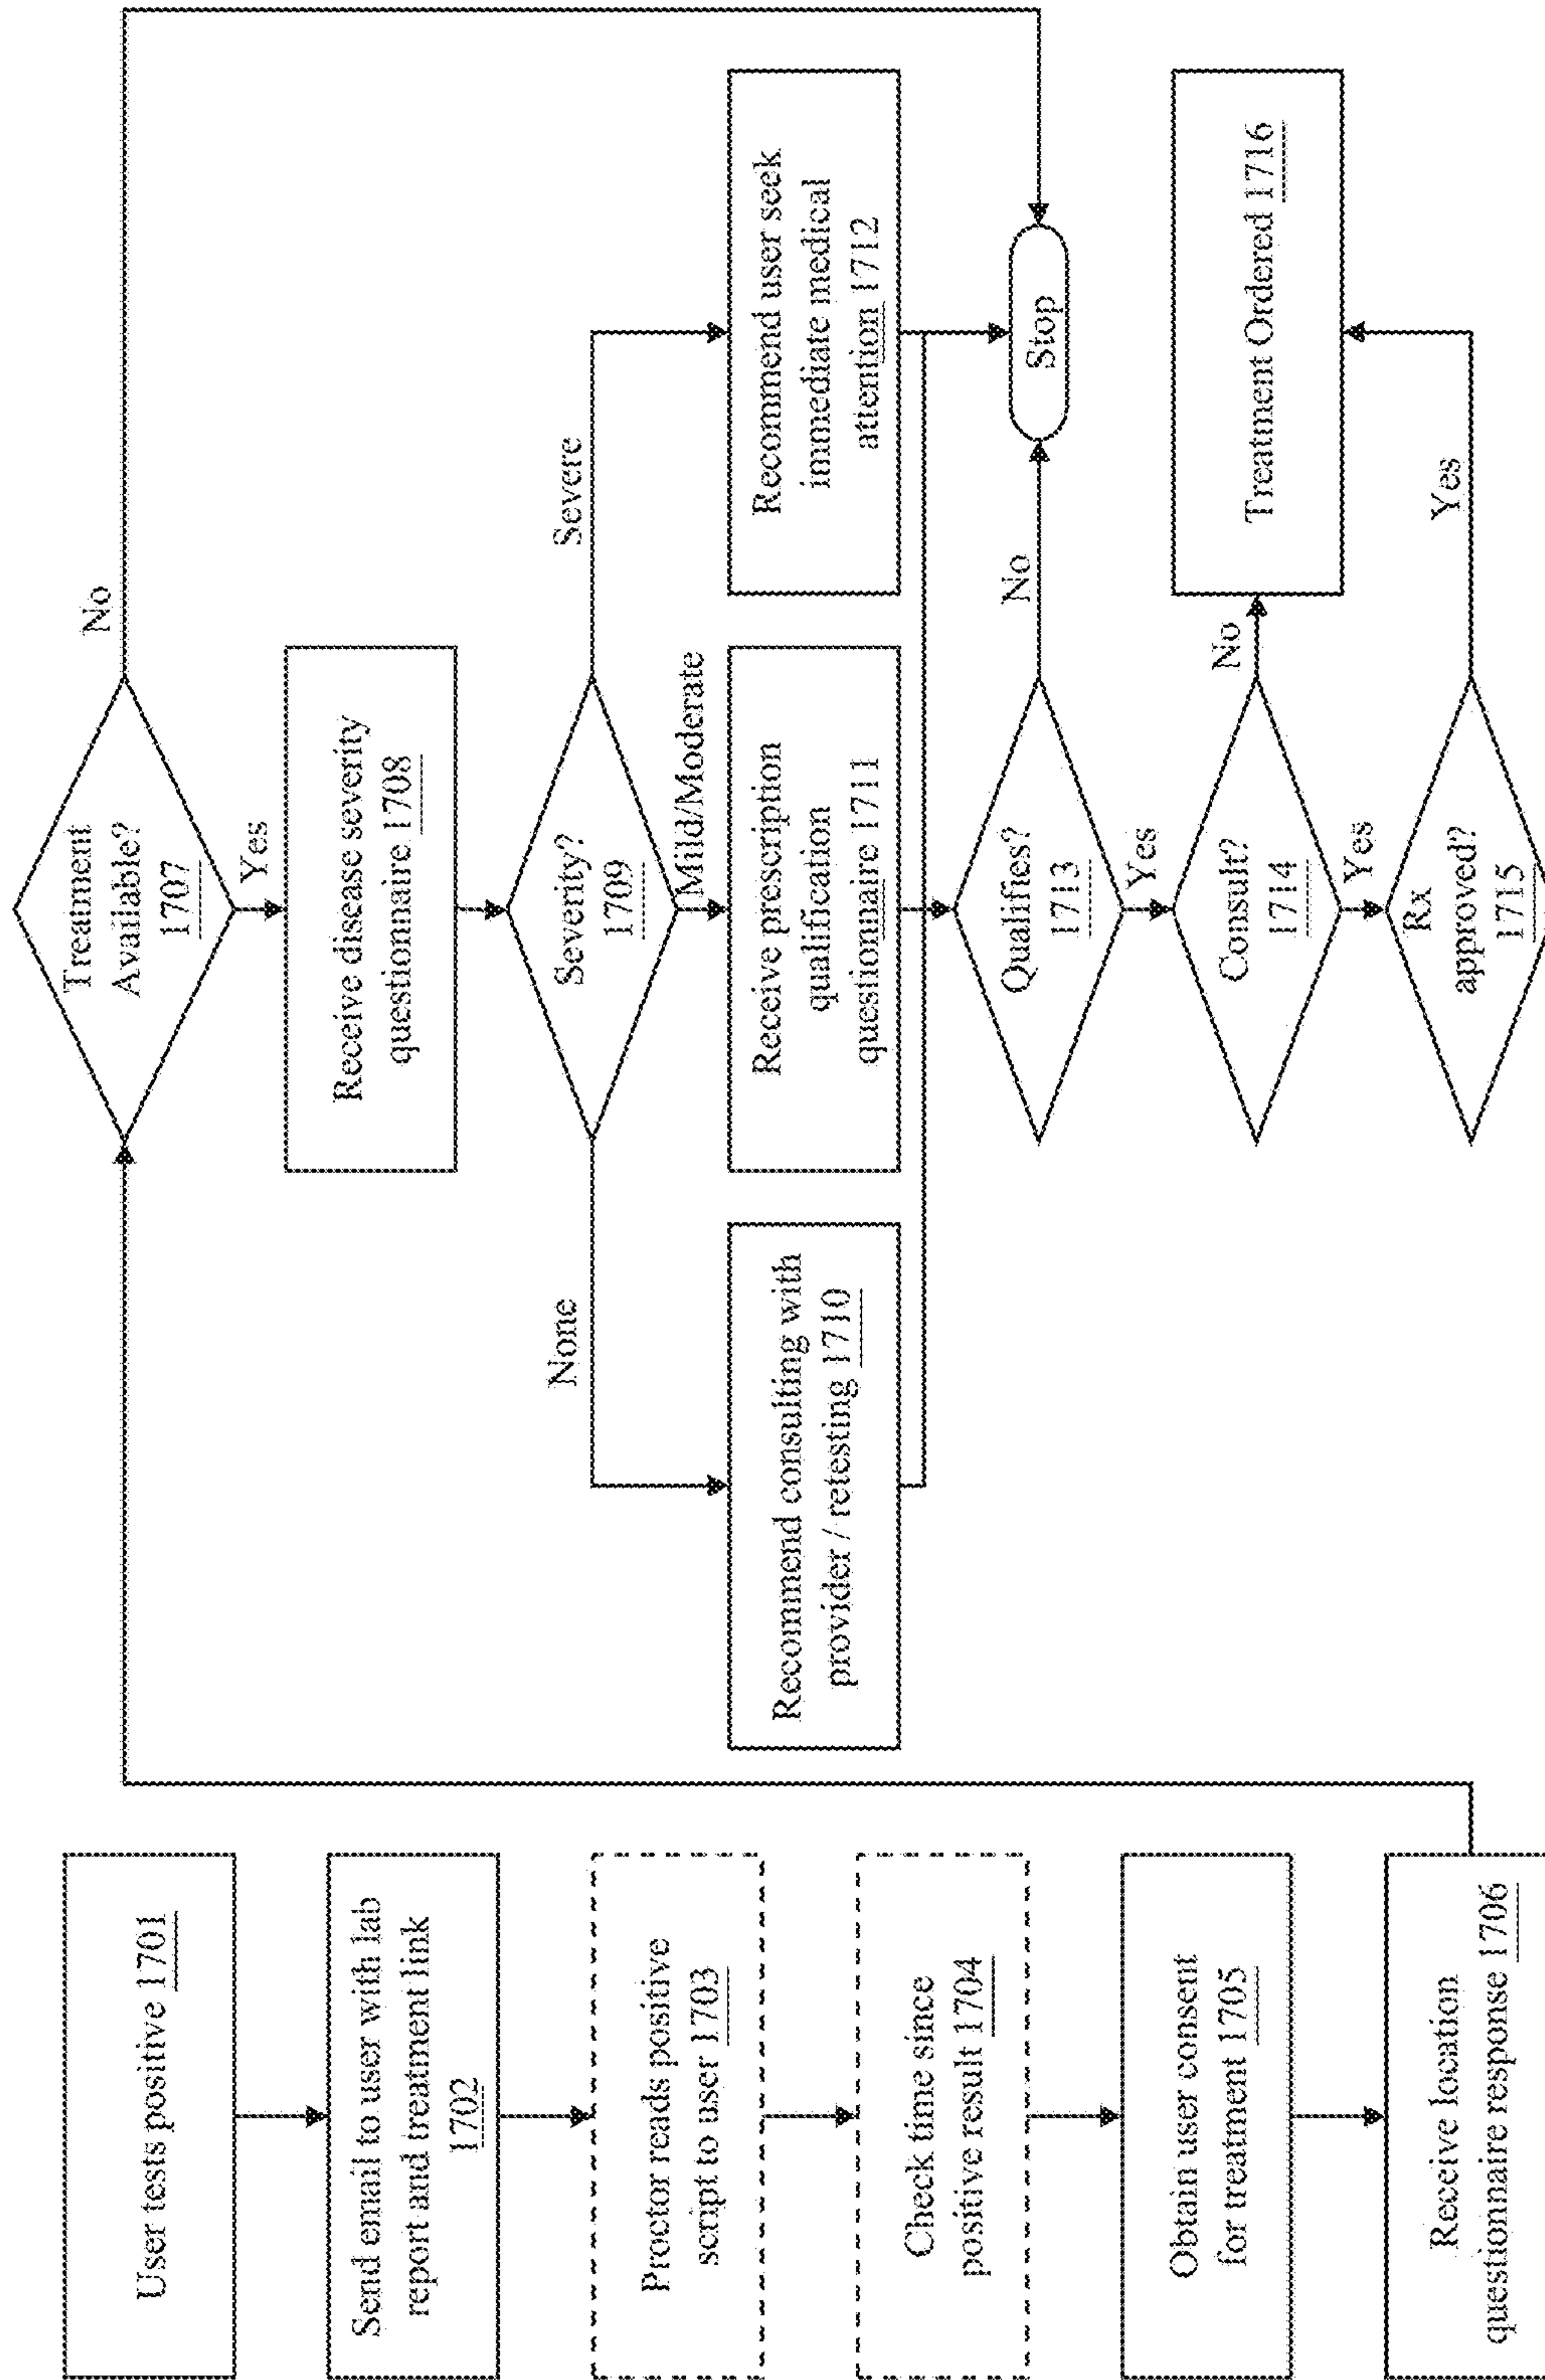 User tests positive 1701
Send email to user with lab
report and treatment link
1702
Proctor reads positive
script to user 1703
Check time since
positive result 1704
Obtain user consent
for treatment 1705
Receive location
questionnaire response 1706
Treatment
Available?
1707
No
Yes
Receive disease severity
questionnaire 1708
Severity?
1709
None
Mild/Moderate
Severe
Recommend consulting with
provider / retesting 1710
Receive prescription
qualification
questionnaire 1711
Recommend user seek
immediate medical
attention 1712
Qualifies?
1713
No
Stop
Yes
Consult?
1714
No
Treatment Ordered 1716
Yes
Rx
approved?
1715
Yes